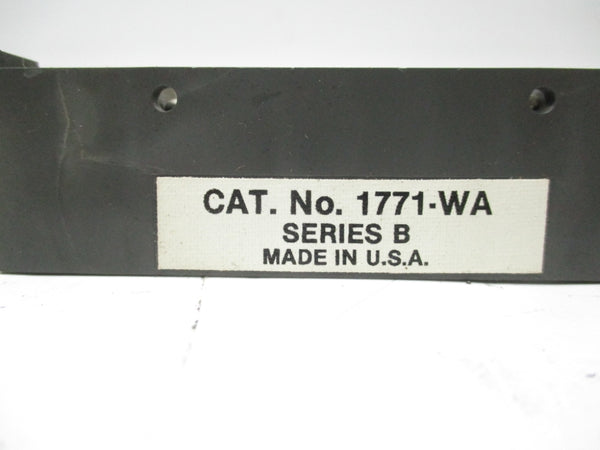 CAT. No. 1771-WA
SERIES B
MADE IN U.S.A.